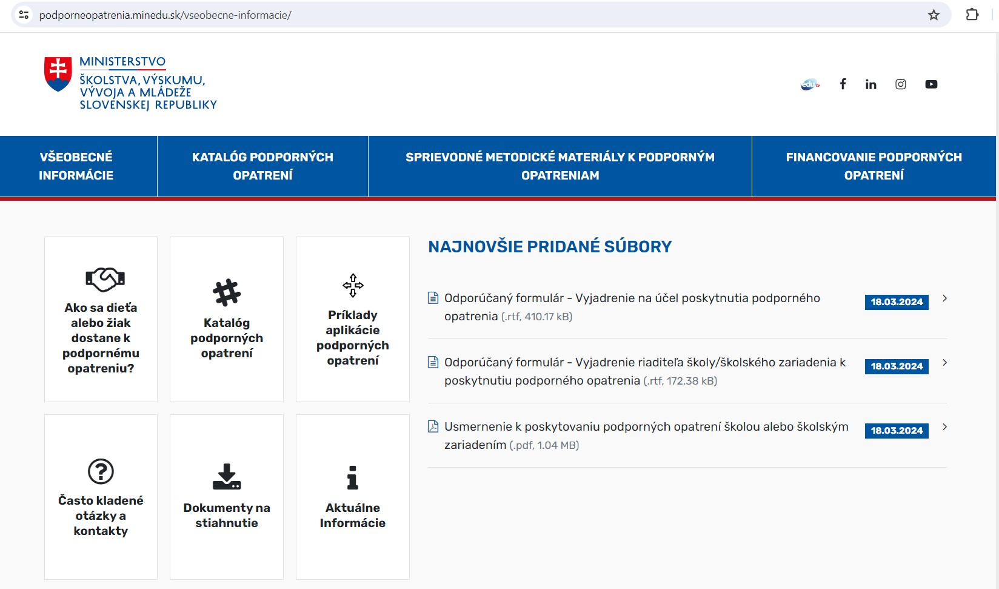 podporneopatrenia.minedu.sk/vseobecne-informacie/
MINISTERSTVO
ŠKOLSTVA, VÝSKUMU,
VÝVOJA A MLÁDEŽE
SLOVENSKEJ REPUBLIKY
edu tv
VŠEOBECNÉ
INFORMÁCIE
KATALÓG PODPORNÝCH
OPATRENÍ
SPRIEVODNÉ METODICKÉ MATERIÁLY K PODPORNÝM
OPATRENIAM
FINANCOVANIE PODPORNÝCH
OPATRENÍ
Ako sa dieťa
alebo žiak
dostane k
podpornému
opatreniu?
Katalóg
podporných
opatrení
Príklady
aplikácie
podporných
opatrení
Často kladené
otázky a
kontakty
Dokumenty na
stiahnutie
Aktuálne
Informácie
NAJNOVŠIE PRIDANÉ SÚBORY
Odporúčaný formulár - Vyjadrenie na účel poskytnutia podporného
opatrenia (.rtf, 410.17 kB)
18.03.2024
Odporúčaný formulár - Vyjadrenie riaditeľa školy/školského zariadenia k
poskytnutiu podporného opatrenia (.rtf, 172.38 kB)
18.03.2024
Usmernenie k poskytovaniu podporných opatrení školou alebo školským
zariadením (.pdf, 1.04 MB)
18.03.2024